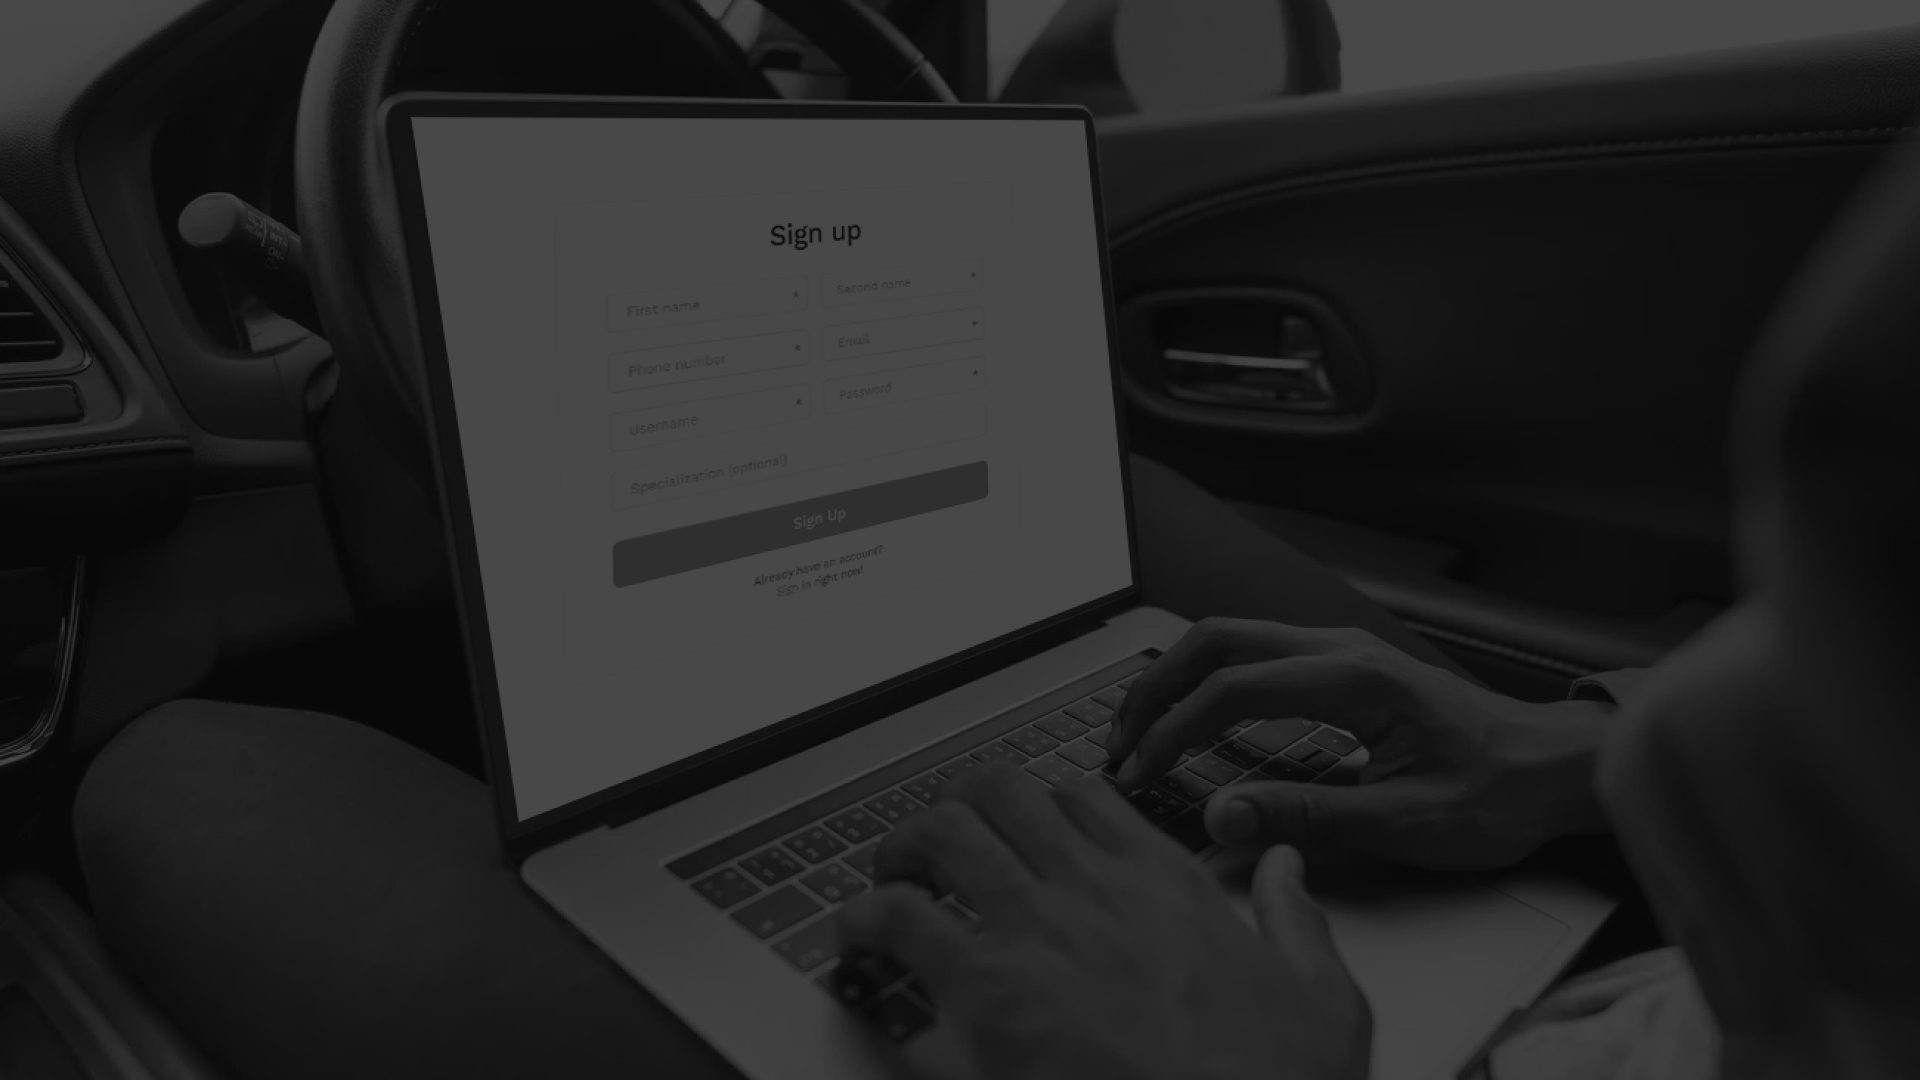 Sign up
First name *
Second name *
Phone number *
Email *
Username *
Password *
Specialization (optional)
Sign Up
Already have an account?
Sign in right now!
INT